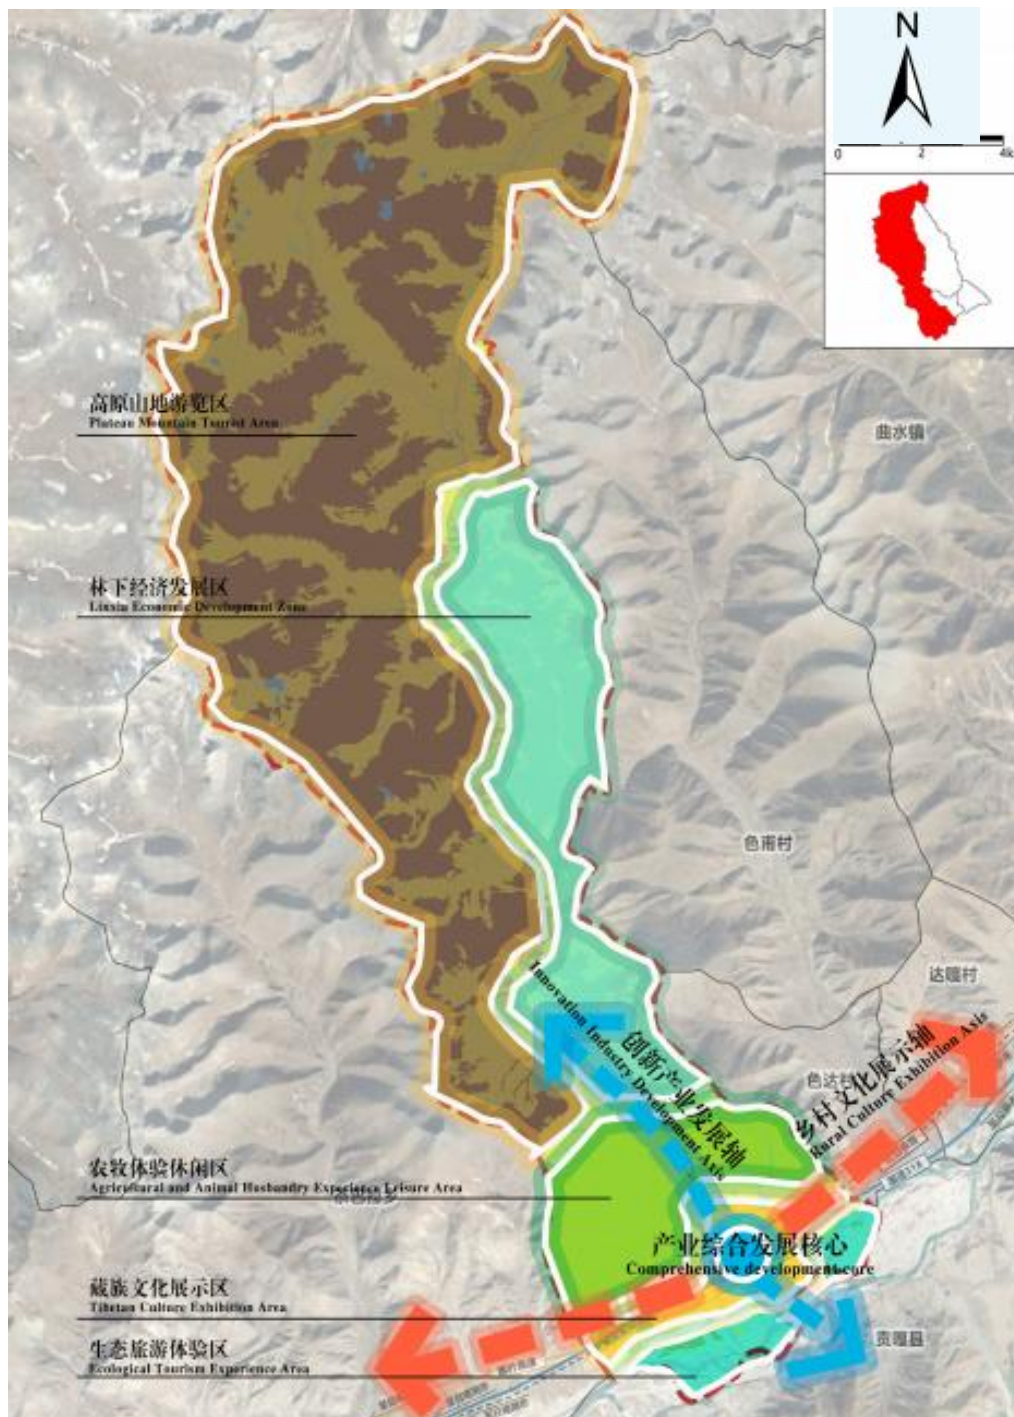 N
0
2
4k
曲水镇
高原山地游览区
Plateau Mountain Tourist Area
林下经济发展区
Linxia Economic Development Zone
色甫村
达嘎村
色达村
Innovation Industry Development Axis
创新产业发展轴
乡村文化展示轴
Rural Culture Exhibition Axis
农牧体验休闲区
Agricultural and Animal Husbandry Experience Leisure Area
产业综合发展核心
Comprehensive development core
藏族文化展示区
Tibetan Culture Exhibition Area
贡嘎县
生态旅游体验区
Ecological Tourism Experience Area